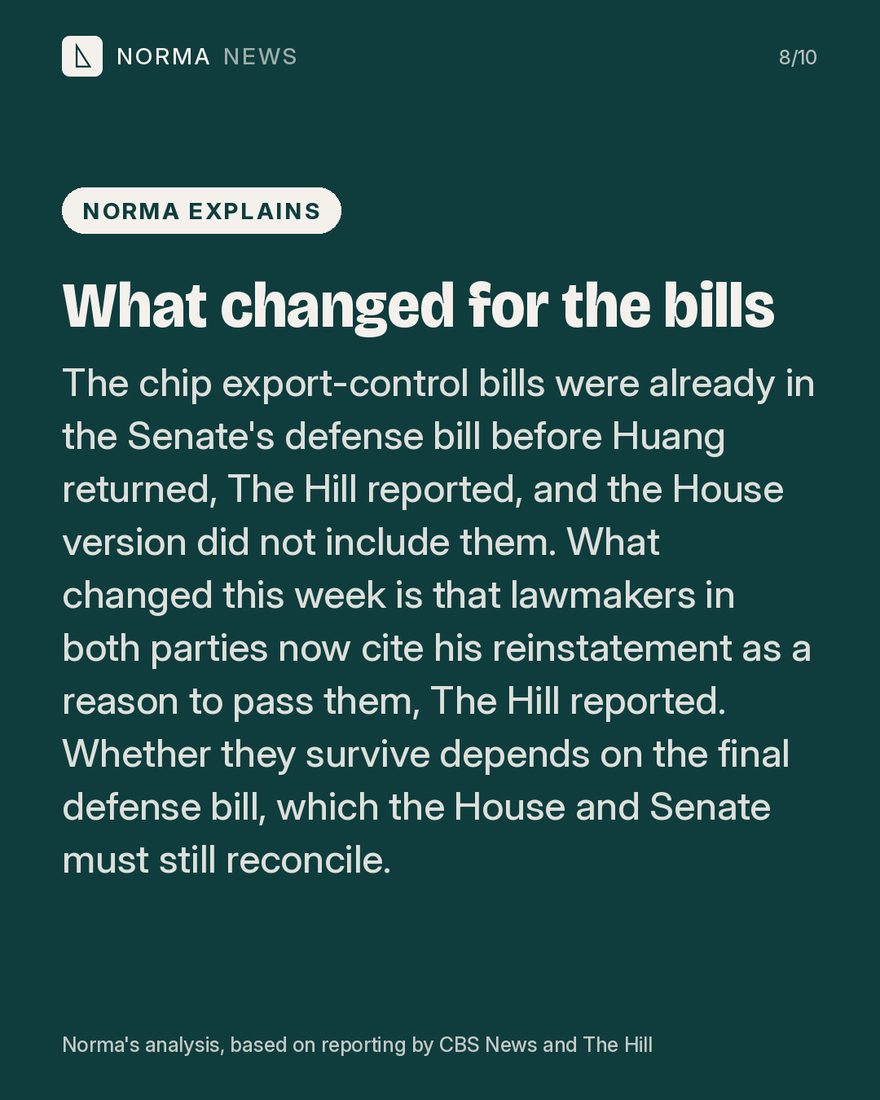 NORMA NEWS
8/10
NORMA EXPLAINS
What changed for the bills
The chip export-control bills were already in
the Senate's defense bill before Huang
returned, The Hill reported, and the House
version did not include them. What
changed this week is that lawmakers in
both parties now cite his reinstatement as a
reason to pass them, The Hill reported.
Whether they survive depends on the final
defense bill, which the House and Senate
must still reconcile.
Norma's analysis, based on reporting by CBS News and The Hill